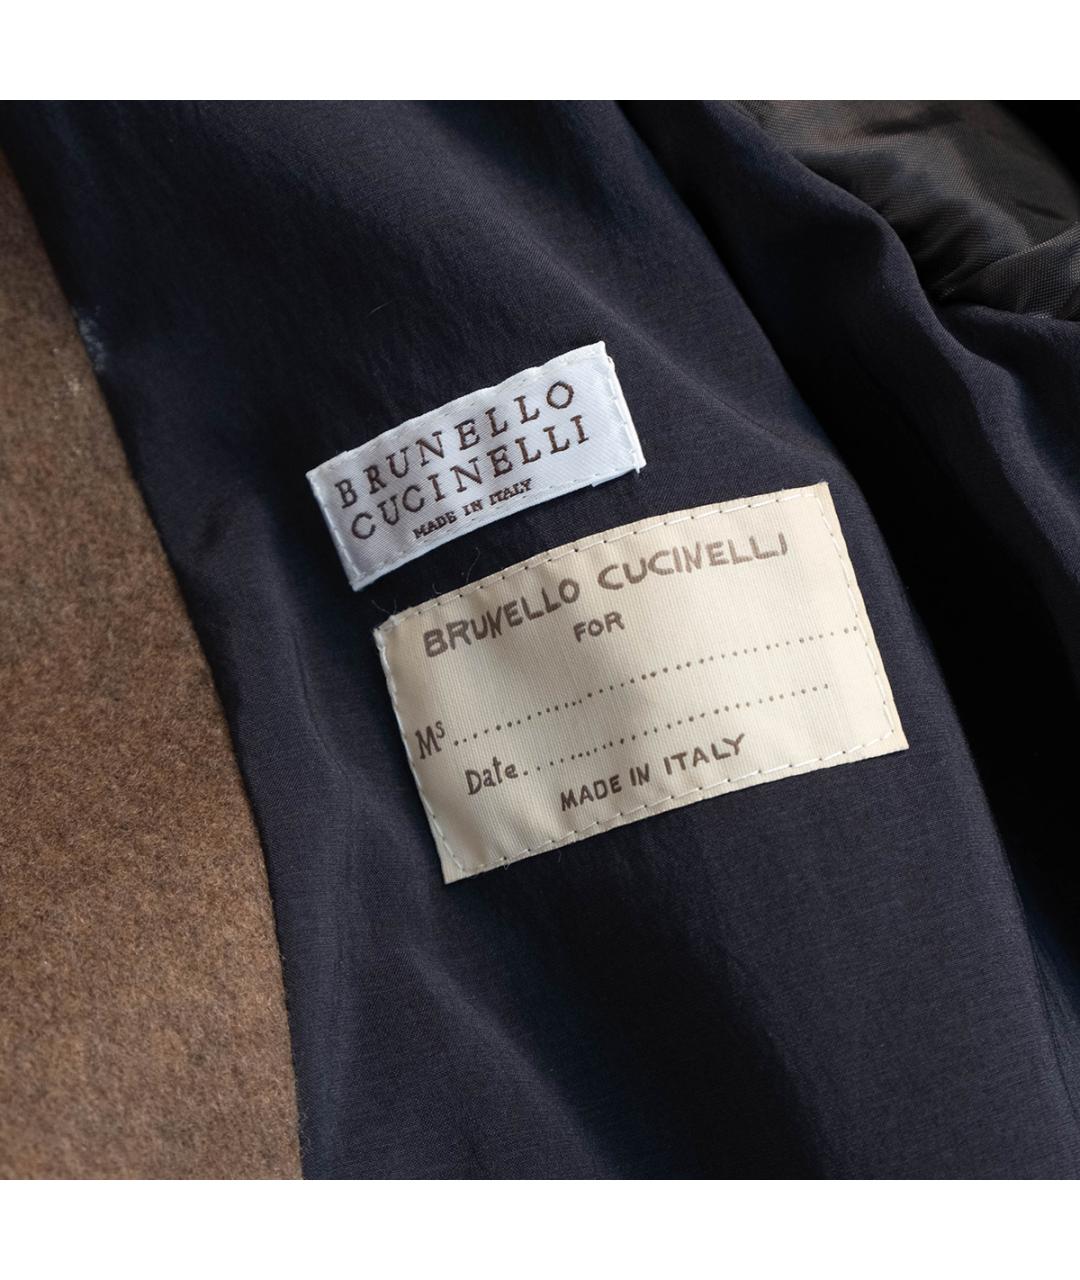 BRUNELLO
CUCINELLI
MADE IN ITALY
BRUNELLO CUCINELLI
FOR
Ms ..............................
Date..............................
MADE IN ITALY